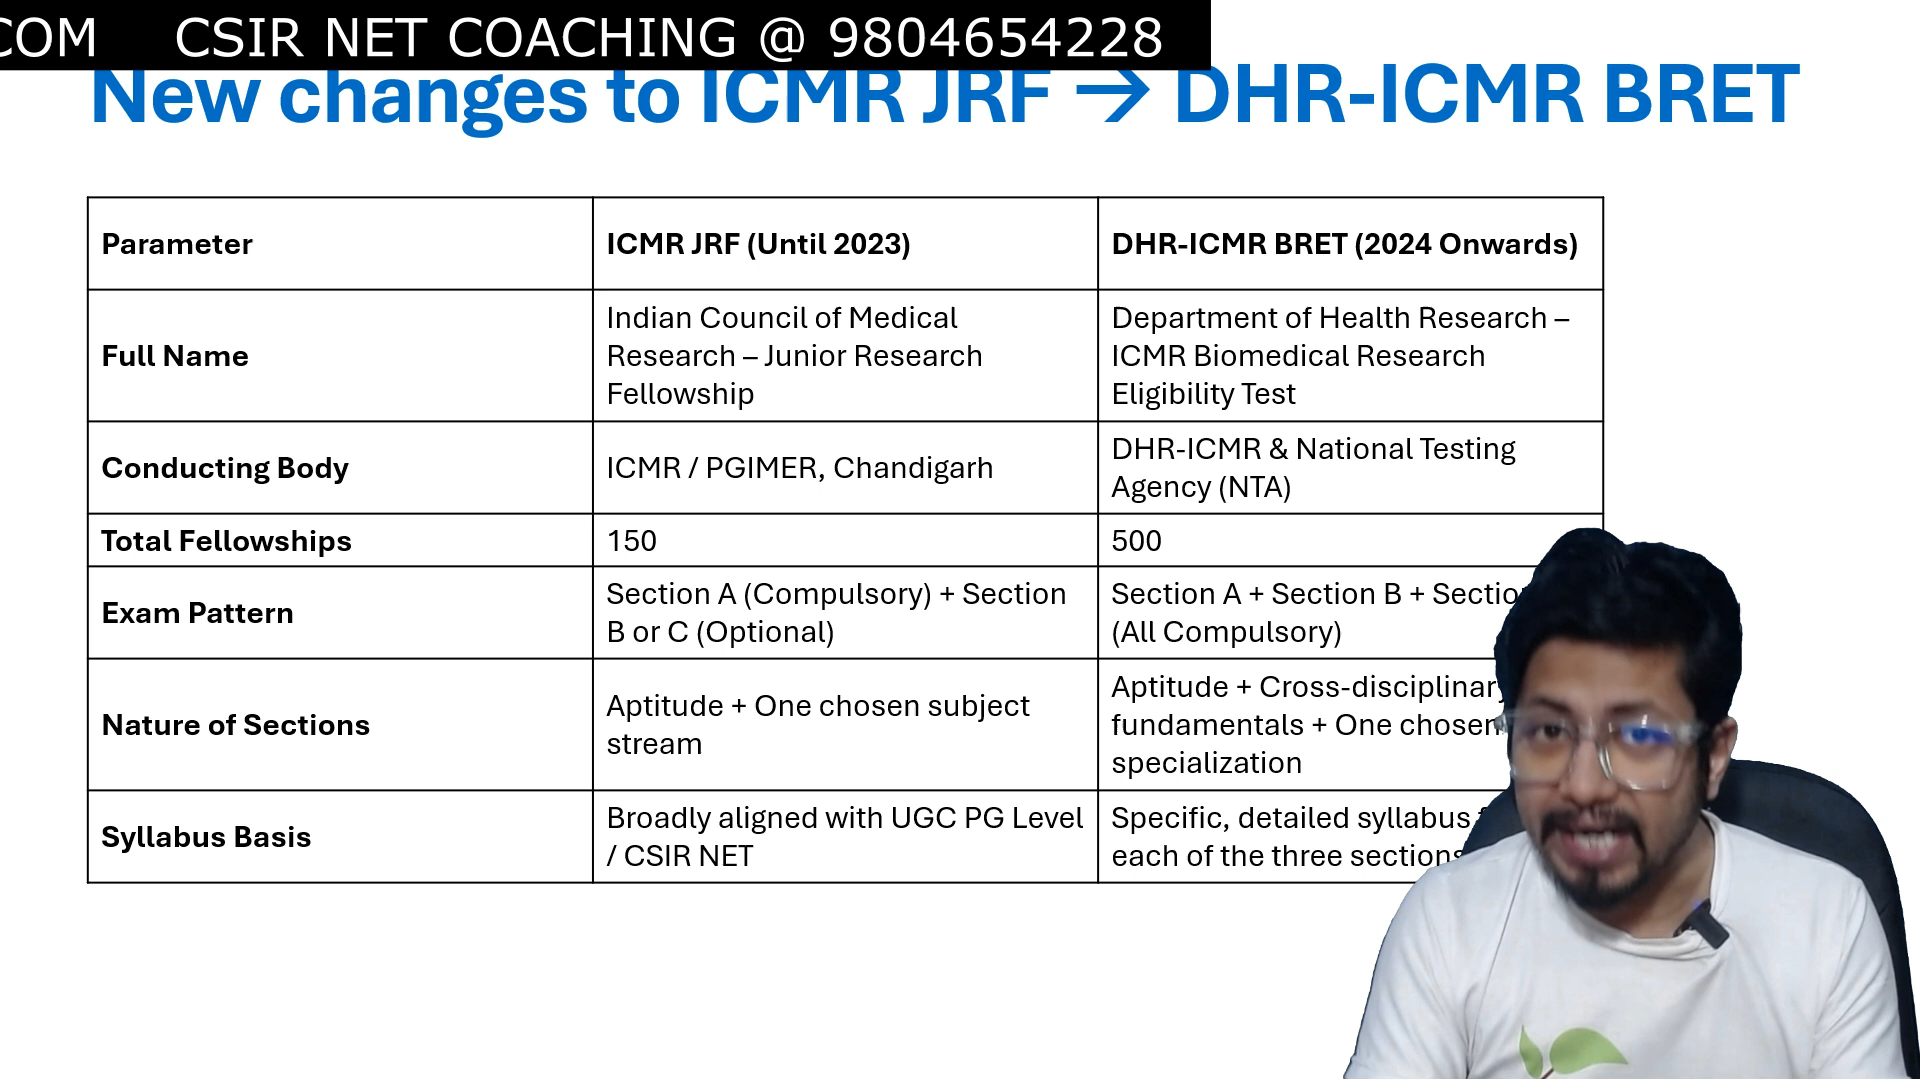 COM CSIR NET COACHING @ 9804654228
New changes to ICMR JRF → DHR-ICMR BRET
Parameter
ICMR JRF (Until 2023)
DHR-ICMR BRET (2024 Onwards)
Full Name
Indian Council of Medical
Research – Junior Research
Fellowship
Department of Health Research –
ICMR Biomedical Research
Eligibility Test
Conducting Body
ICMR / PGIMER, Chandigarh
DHR-ICMR & National Testing
Agency (NTA)
Total Fellowships
150
500
Exam Pattern
Section A (Compulsory) + Section
B or C (Optional)
Section A + Section B +
(All Compulsory)
Nature of Sections
Aptitude + One chosen subject
stream
Aptitude + Cross-disciplinary
fundamentals + One chosen
specialization
Syllabus Basis
Broadly aligned with UGC PG Level
/ CSIR NET
Specific, detailed syllabus
each of the three sections